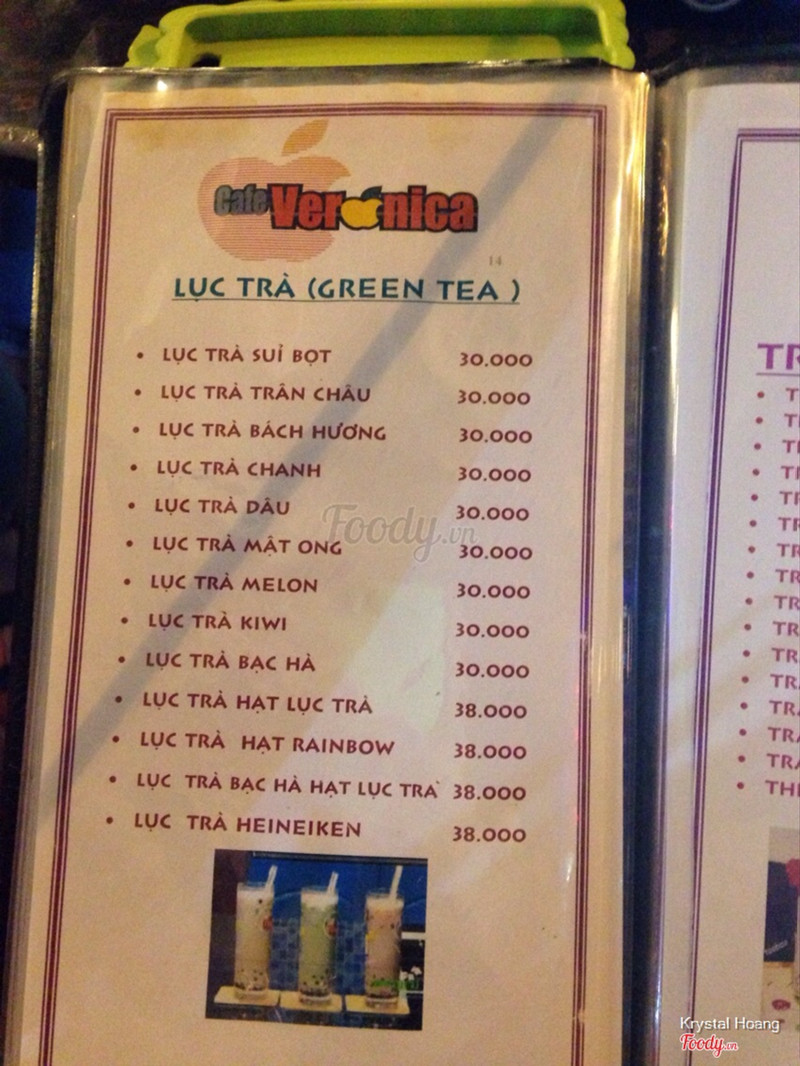 Cafe Veronica
14
LỤC TRÀ (GREEN TEA )
• LỤC TRÀ SUỈ BỌT 30.000
• LỤC TRÀ TRÂN CHÂU 30.000
• LỤC TRÀ BÁCH HƯƠNG 30.000
• LỤC TRÀ CHANH 30.000
• LỤC TRÀ DÂU 30.000
• LỤC TRÀ MẬT ONG 30.000
• LỤC TRÀ MELON 30.000
• LỤC TRÀ KIWI 30.000
• LỤC TRÀ BẠC HÀ 30.000
• LỤC TRÀ HẠT LỤC TRÀ 38.000
• LỤC TRÀ HẠT RAINBOW 38.000
• LỤC TRÀ BẠC HÀ HẠT LỤC TRÀ 38.000
• LỤC TRÀ HEINEIKEN 38.000
Foody.vn
Krystal Hoang
Foody.vn